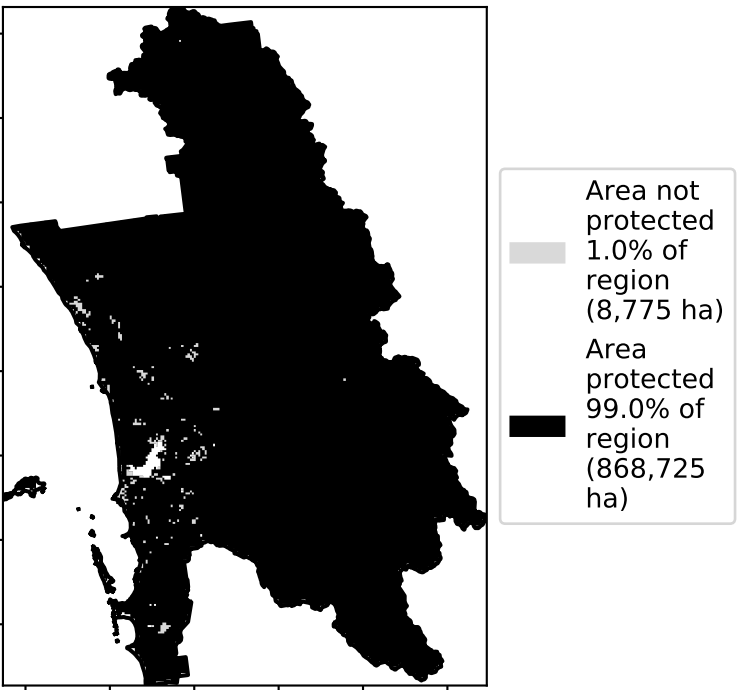 Area not
protected
1.0% of
region
(8,775 ha)
Area
protected
99.0% of
region
(868,725
ha)